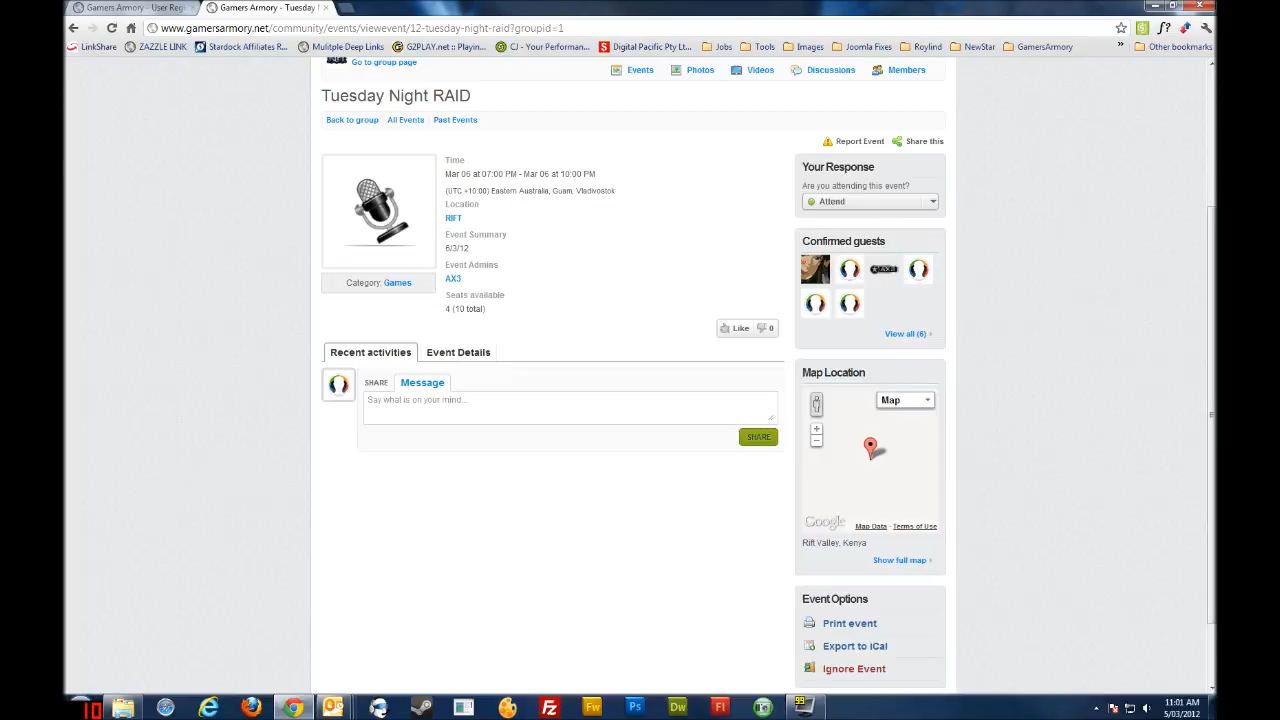 Gamers Armory - User Regi
Gamers Armory - Tuesday N
www.gamersarmory.net/community/events/viewevent/12-tuesday-night-raid?groupid=1
LinkShare ZAZZLE LINK Stardock Affiliates R... Mulitple Deep Links G2PLAY.net :: Playin... CJ - Your Performan... Digital Pacific Pty Lt... Jobs Tools Images Joomla Fixes Roylind NewStar GamersArmory » Other bookmarks
Go to group page
Events Photos Videos Discussions Members
Tuesday Night RAID
Back to group All Events Past Events
Report Event Share this
Time
Mar 06 at 07:00 PM - Mar 06 at 10:00 PM
(UTC +10:00) Eastern Australia, Guam, Vladivostok
Location
RIFT
Event Summary
6/3/12
Event Admins
AX3
Seats available
4 (10 total)
Category: Games
Like 0
Recent activities Event Details
SHARE Message
Say what is on your mind...
SHARE
Your Response
Are you attending this event?
Attend
Confirmed guests
AX3
View all (6)
Map Location
Map
+
−
Google Map Data - Terms of Use
Rift Valley, Kenya
Show full map
Event Options
Print event
Export to iCal
Ignore Event
10
Fz Fw Ps Dw Fl 99
11:01 AM
5/03/2012